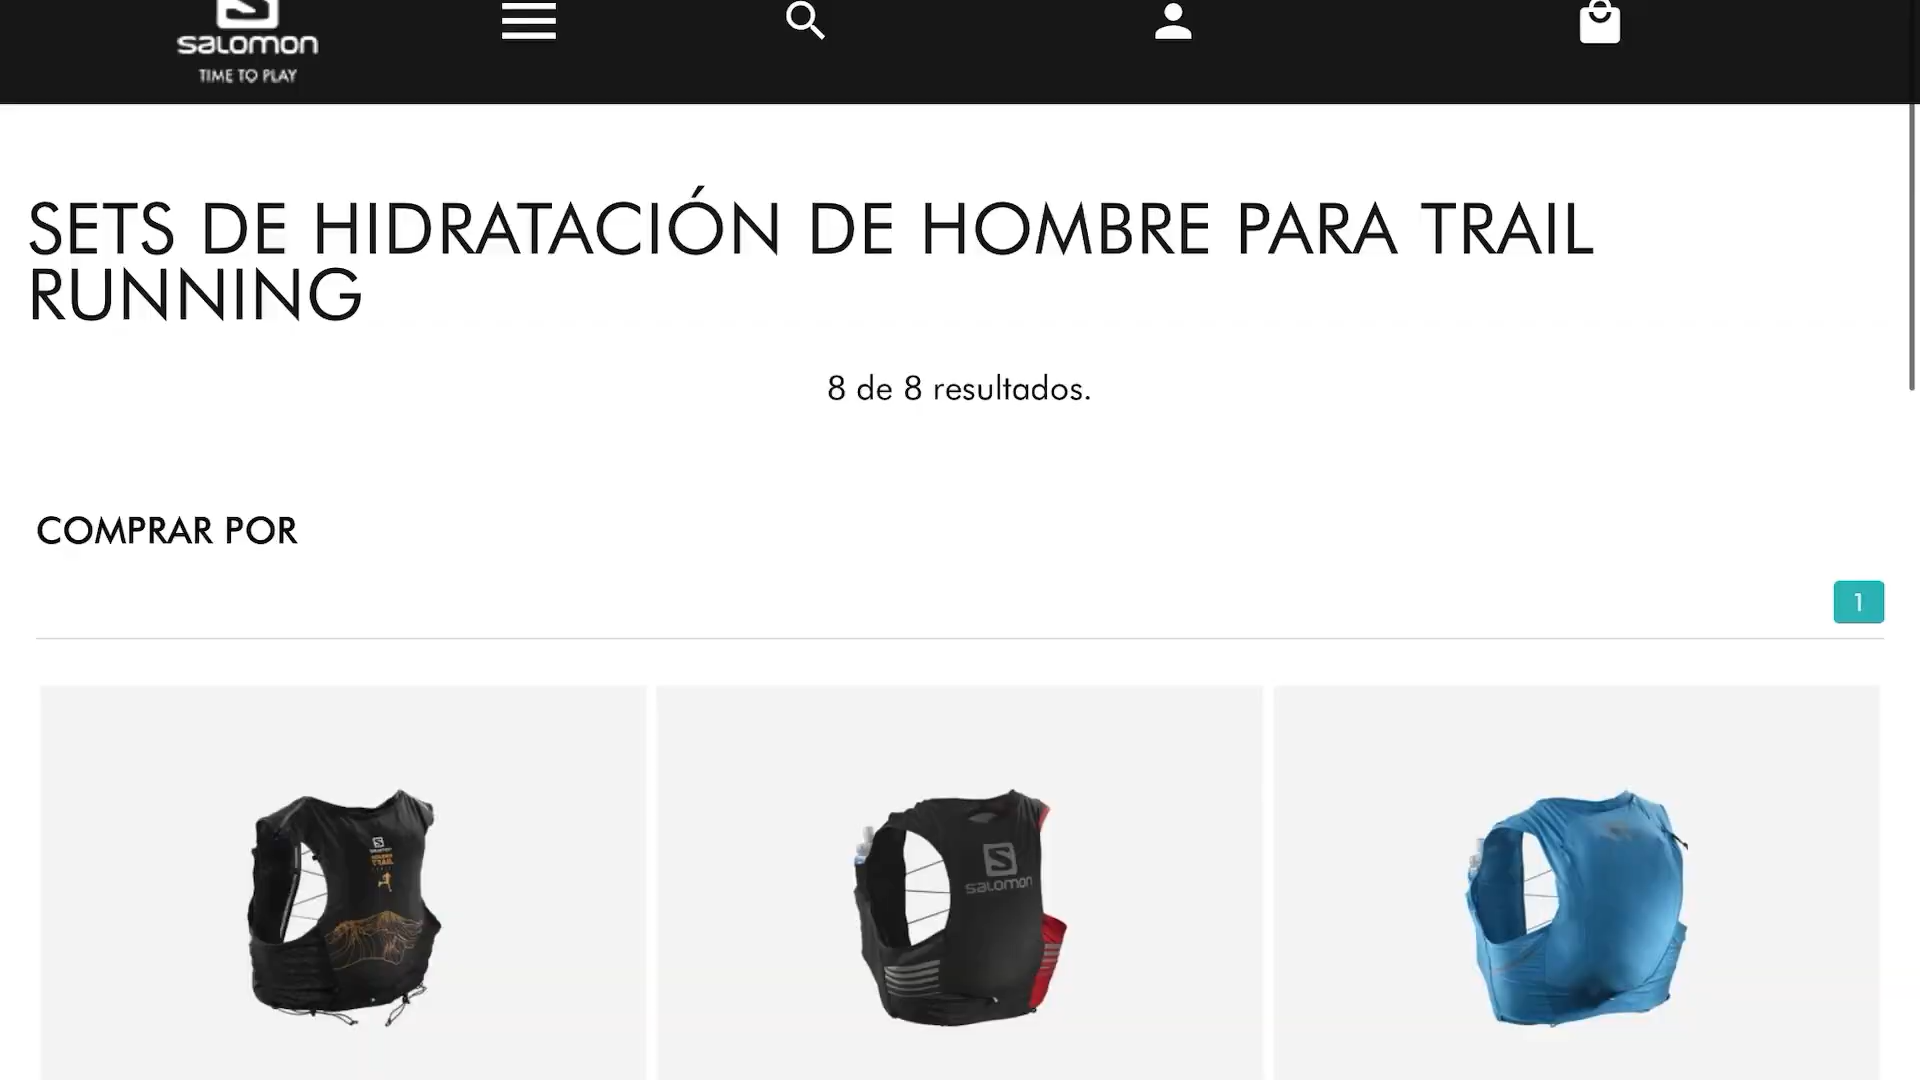 salomon
TIME TO PLAY
SETS DE HIDRATACIÓN DE HOMBRE PARA TRAIL
RUNNING
8 de 8 resultados.
COMPRAR POR
1
salomon